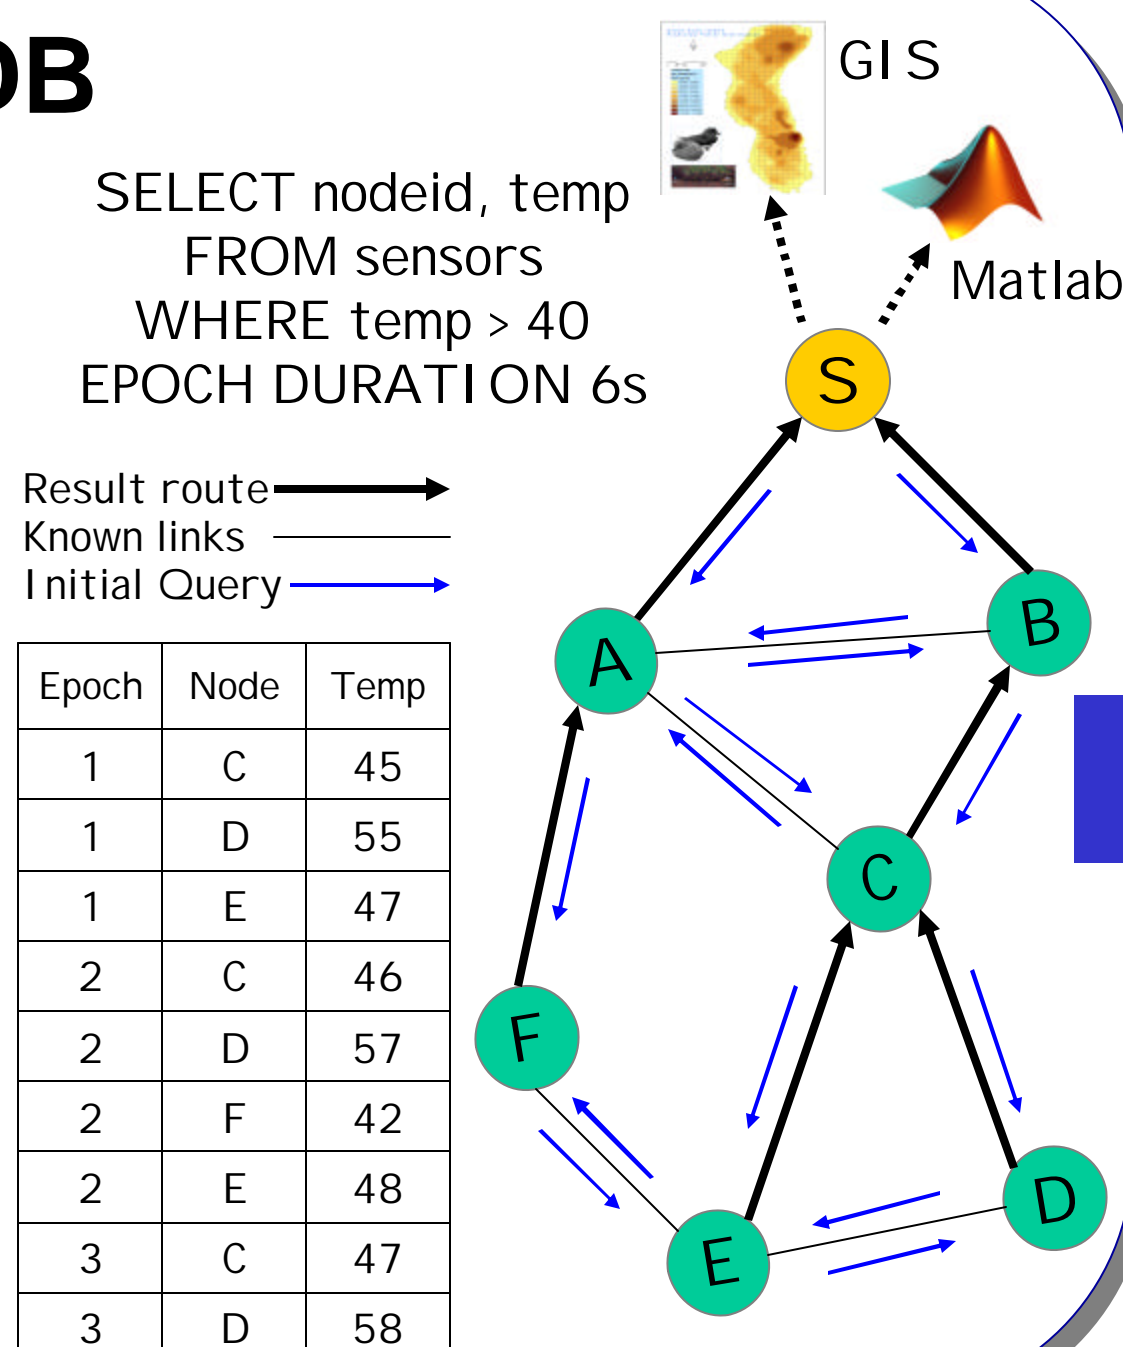 DB
GIS
Matlab
SELECT nodeid, temp
FROM sensors
WHERE temp > 40
EPOCH DURATION 6s
Result route
Known links
Initial Query
Epoch Node Temp
1 C 45
1 D 55
1 E 47
2 C 46
2 D 57
2 F 42
2 E 48
3 C 47
3 D 58
S
A
B
C
F
D
E